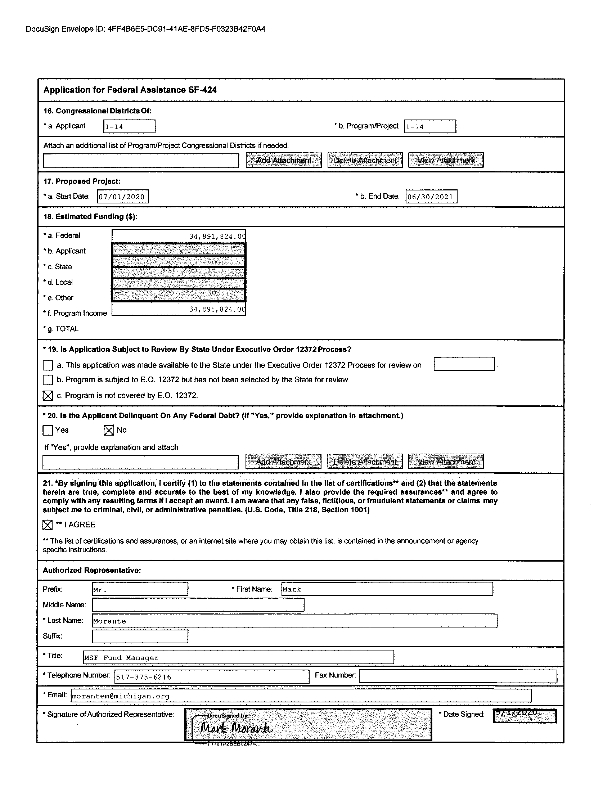 DocuSign Envelope ID: 4FF4B6E5-DC91-41AE-8FD5-F0323B42F0A4
Application for Federal Assistance SF-424
16. Congressional Districts Of:
* a. Applicant 1-14 * b. Program/Project 1-14
Attach an additional list of Program/Project Congressional Districts if needed
Add Attachment Delete Attachment View Attachment
17. Proposed Project:
* a. Start Date: 07/01/2020 * b. End Date: 06/30/2021
18. Estimated Funding ($):
* a. Federal 34,991,824.00
* b. Applicant
* c. State
* d. Local
* e. Other
* f. Program Income 34,991,824.00
* g. TOTAL
* 19. Is Application Subject to Review By State Under Executive Order 12372 Process?
a. This application was made available to the State under the Executive Order 12372 Process for review on
b. Program is subject to E.O. 12372 but has not been selected by the State for review
c. Program is not covered by E.O. 12372.
* 20. Is the Applicant Delinquent On Any Federal Debt? (If "Yes," provide explanation in attachment.)
Yes No
If "Yes", provide explanation and attach
Add Attachment Delete Attachment View Attachment
21. *By signing this application, I certify (1) to the statements contained in the list of certifications** and (2) that the statements
herein are true, complete and accurate to the best of my knowledge. I also provide the required assurances** and agree to
comply with any resulting terms if I accept an award. I am aware that any false, fictitious, or fraudulent statements or claims may
subject me to criminal, civil, or administrative penalties. (U.S. Code, Title 218, Section 1001)
** I AGREE
** The list of certifications and assurances, or an internet site where you may obtain this list, is contained in the announcement or agency
specific instructions.
Authorized Representative:
Prefix: Mr. * First Name: Mark
Middle Name:
* Last Name: Morante
Suffix:
* Title: MSF Fund Manager
* Telephone Number: Fax Number:
* Email: morantem@michigan.org
* Signature of Authorized Representative: DocuSigned by: Mark Morante * Date Signed: